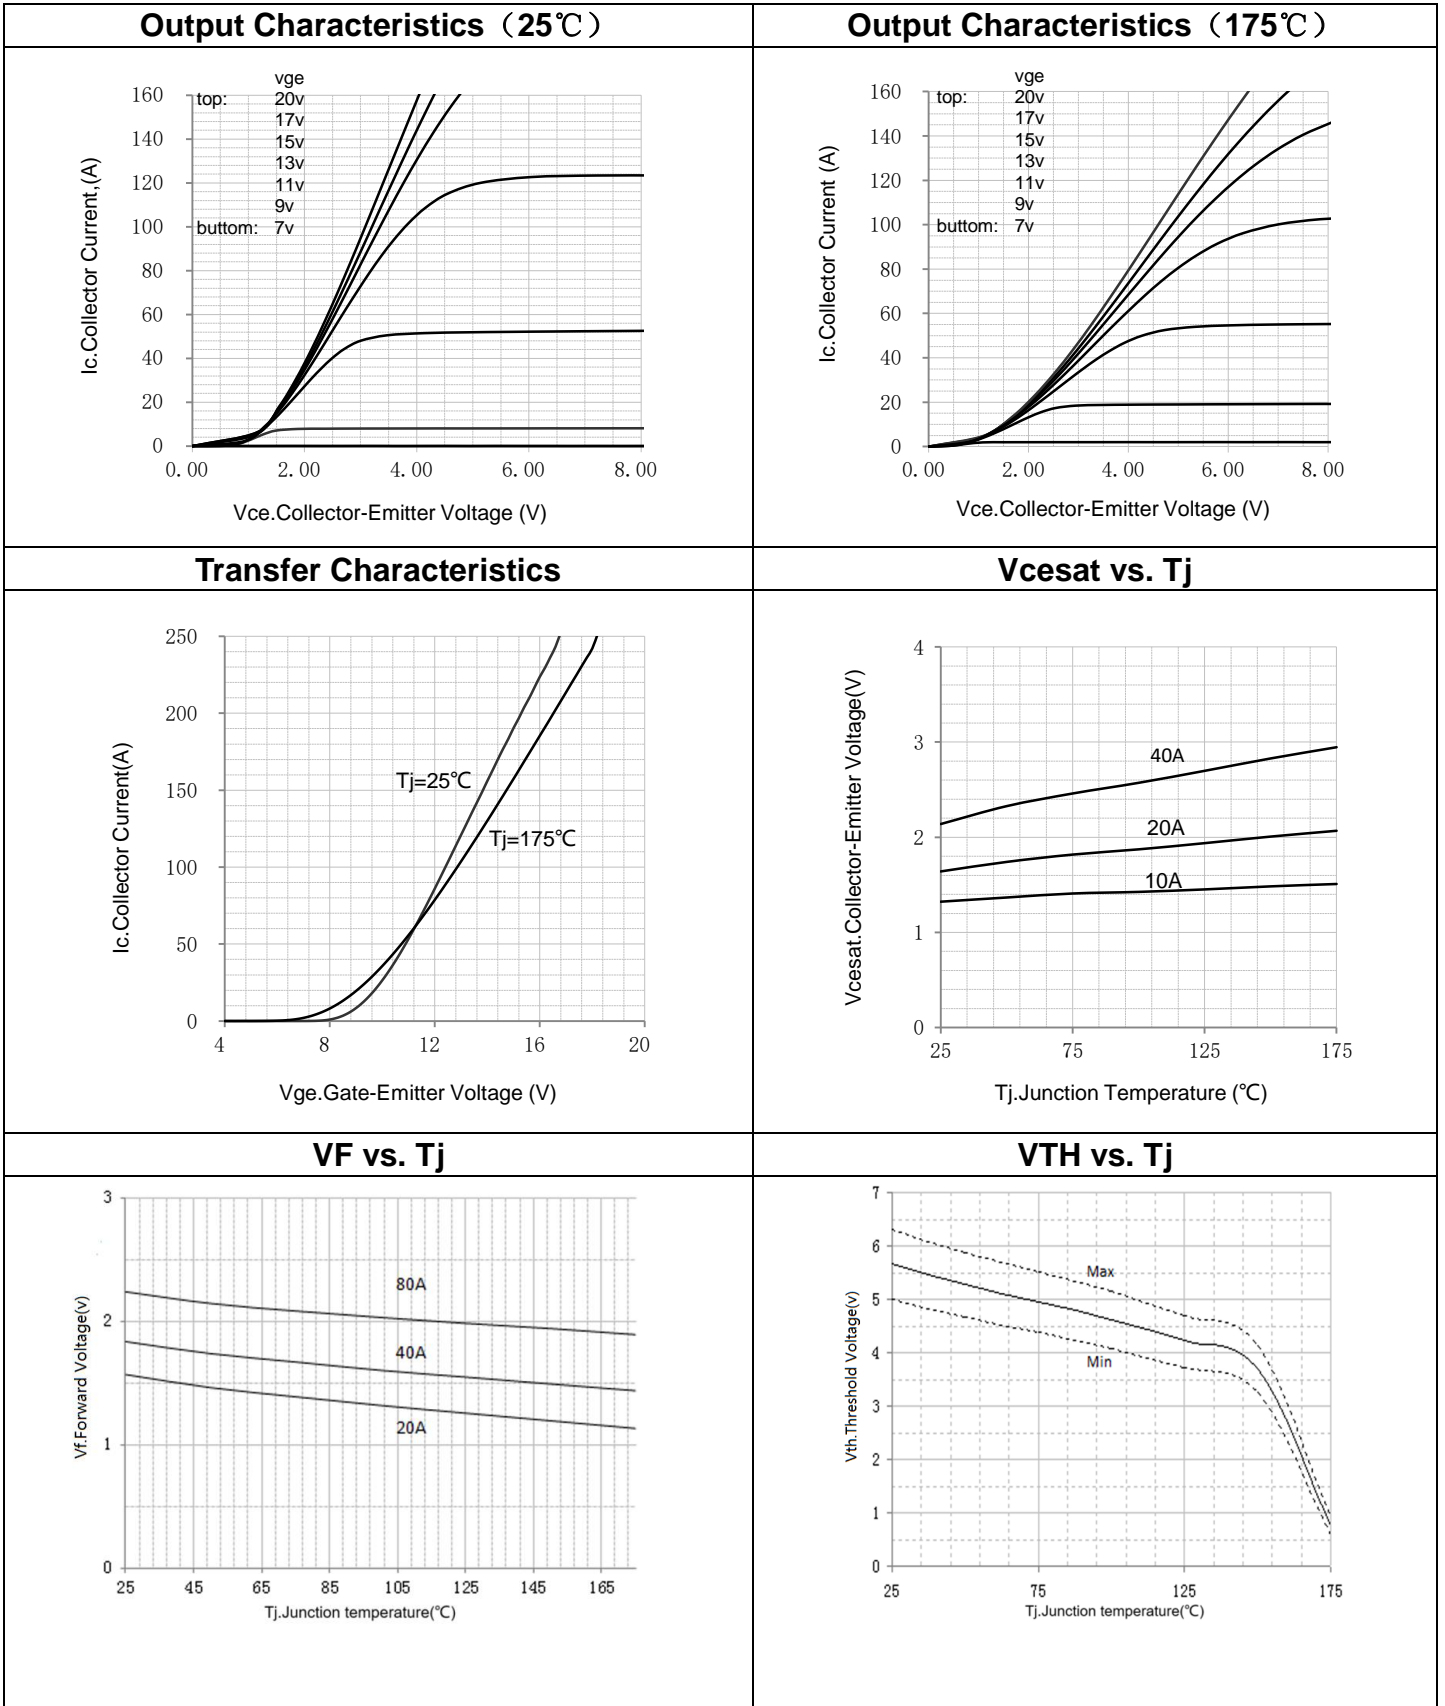 Output Characteristics（25℃）
Output Characteristics（175℃）
vge
top: 20v
17v
15v
13v
11v
9v
buttom: 7v
160
140
120
100
80
60
40
20
0
0.00 2.00 4.00 6.00 8.00
Ic.Collector Current,(A)
Vce.Collector-Emitter Voltage (V)
vge
top: 20v
17v
15v
13v
11v
9v
buttom: 7v
160
140
120
100
80
60
40
20
0
0.00 2.00 4.00 6.00 8.00
Ic.Collector Current (A)
Vce.Collector-Emitter Voltage (V)
Transfer Characteristics
Vcesat vs. Tj
250
200
150
100
50
0
4 8 12 16 20
Tj=25℃
Tj=175℃
Ic.Collector Current(A)
Vge.Gate-Emitter Voltage (V)
4
3
2
1
0
25 75 125 175
40A
20A
10A
Vcesat.Collector-Emitter Voltage(V)
Tj.Junction Temperature (℃)
VF vs. Tj
VTH vs. Tj
3
2
1
0
25 45 65 85 105 125 145 165
80A
40A
20A
Vf.Forward Voltage(v)
Tj.Junction temperature(℃)
7
6
5
4
3
2
1
0
25 75 125 175
Max
Min
Vth.Threshold Voltage(v)
Tj.Junction temperature(℃)